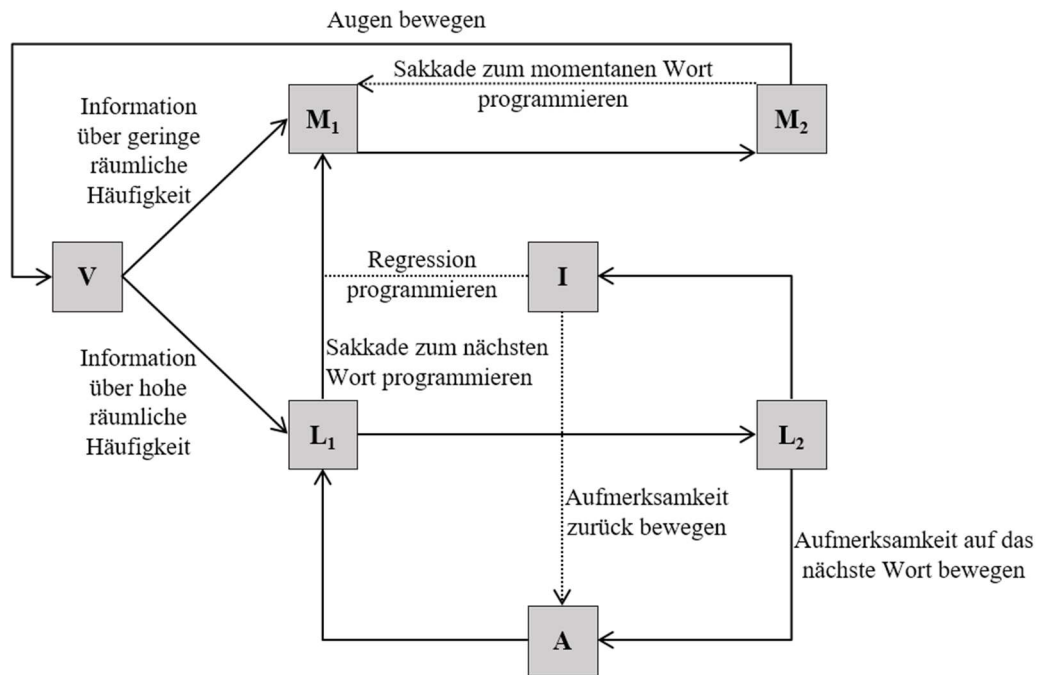 Augen bewegen
Sakkade zum momentanen Wort
programmieren
M₁
M₂
Information
über geringe
räumliche
Häufigkeit
V
Regression
programmieren
I
Information
über hohe
räumliche
Häufigkeit
Sakkade zum nächsten
Wort programmieren
L₁
L₂
Aufmerksamkeit
zurück bewegen
Aufmerksamkeit auf das
nächste Wort bewegen
A